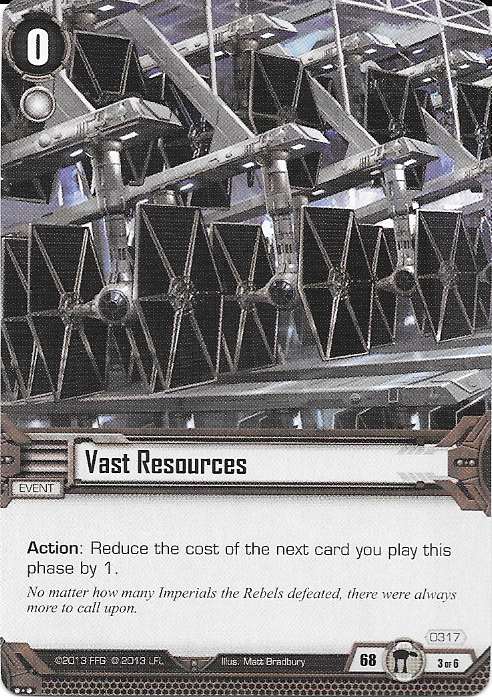 0
Vast Resources
EVENT
Action: Reduce the cost of the next card you play this
phase by 1.
No matter how many Imperials the Rebels defeated, there were always
more to call upon.
0317
©2013 FFG © 2013 LFL Illus. Matt Bradbury
68
3 of 6